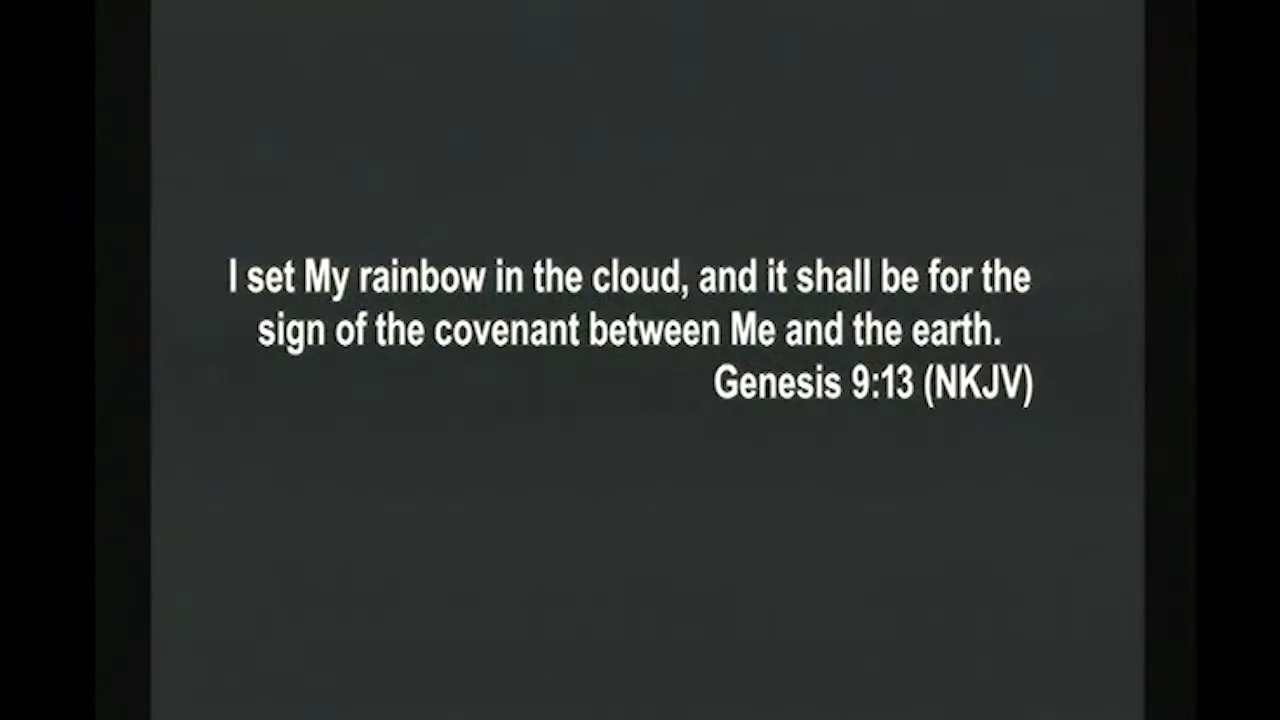 I set My rainbow in the cloud, and it shall be for the
sign of the covenant between Me and the earth.
Genesis 9:13 (NKJV)